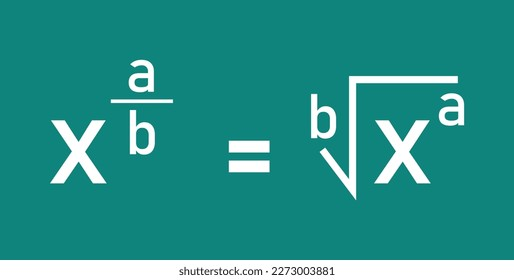 x^(a/b) = b√x^a
shutterstock.com · 2273003881